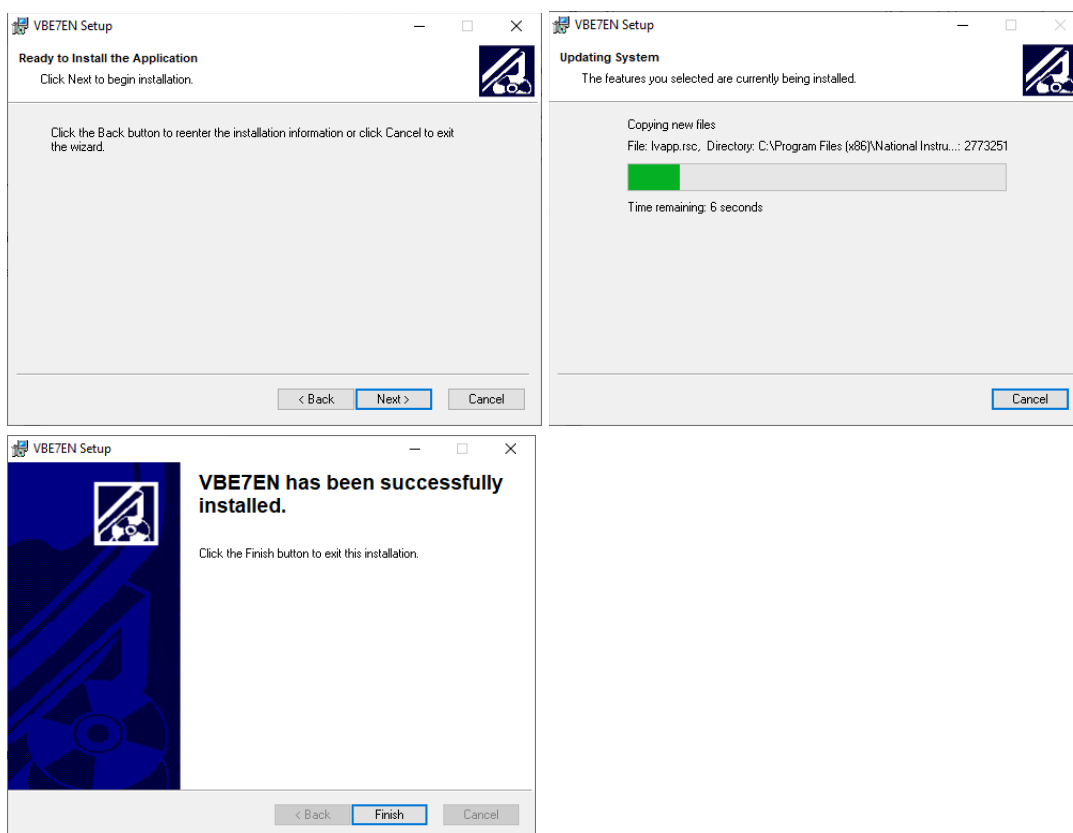 VBE7EN Setup
Ready to Install the Application
Click Next to begin installation.
Click the Back button to reenter the installation information or click Cancel to exit
the wizard.
< Back
Next >
Cancel
VBE7EN Setup
Updating System
The features you selected are currently being installed.
Copying new files
File: lvapp.rsc,  Directory: C:\Program Files (x86)\National Instru...: 2773251
Time remaining: 6 seconds
Cancel
VBE7EN Setup
VBE7EN has been successfully
installed.
Click the Finish button to exit this installation.
< Back
Finish
Cancel